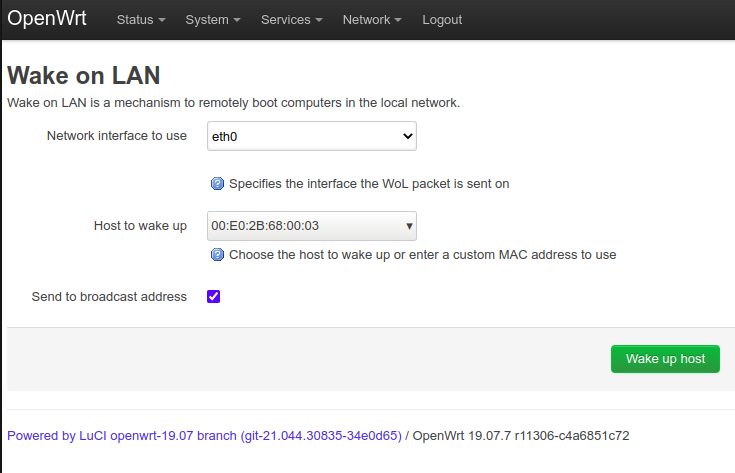 OpenWrt Status System Services Network Logout
Wake on LAN
Wake on LAN is a mechanism to remotely boot computers in the local network.
Network interface to use eth0
Specifies the interface the WoL packet is sent on
Host to wake up 00:E0:2B:68:00:03
Choose the host to wake up or enter a custom MAC address to use
Send to broadcast address
Wake up host
Powered by LuCI openwrt-19.07 branch (git-21.044.30835-34e0d65) / OpenWrt 19.07.7 r11306-c4a6851c72